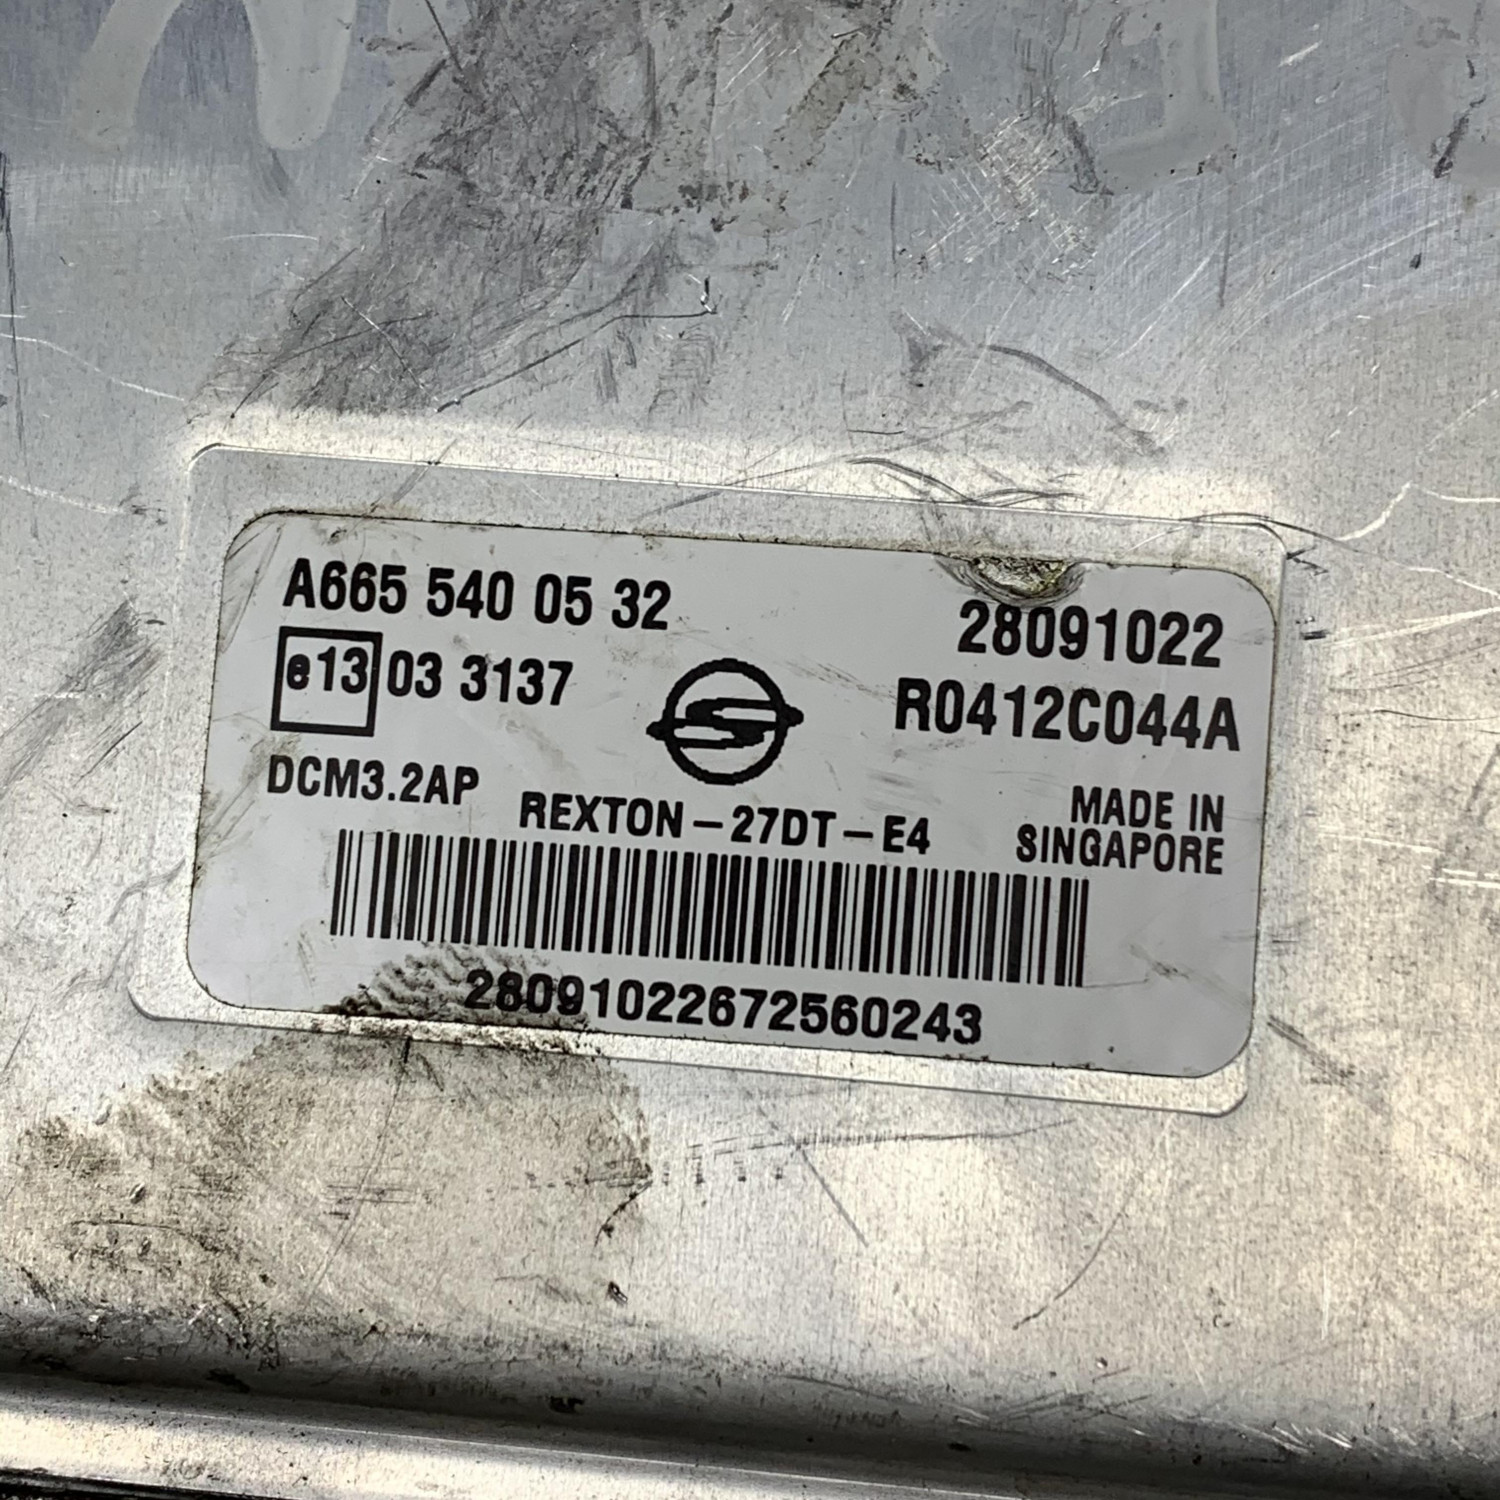 A665 540 05 32
28091022
e13 03 3137
R0412C044A
DCM3.2AP
REXTON-27DT-E4
MADE IN
SINGAPORE
28091022672560243